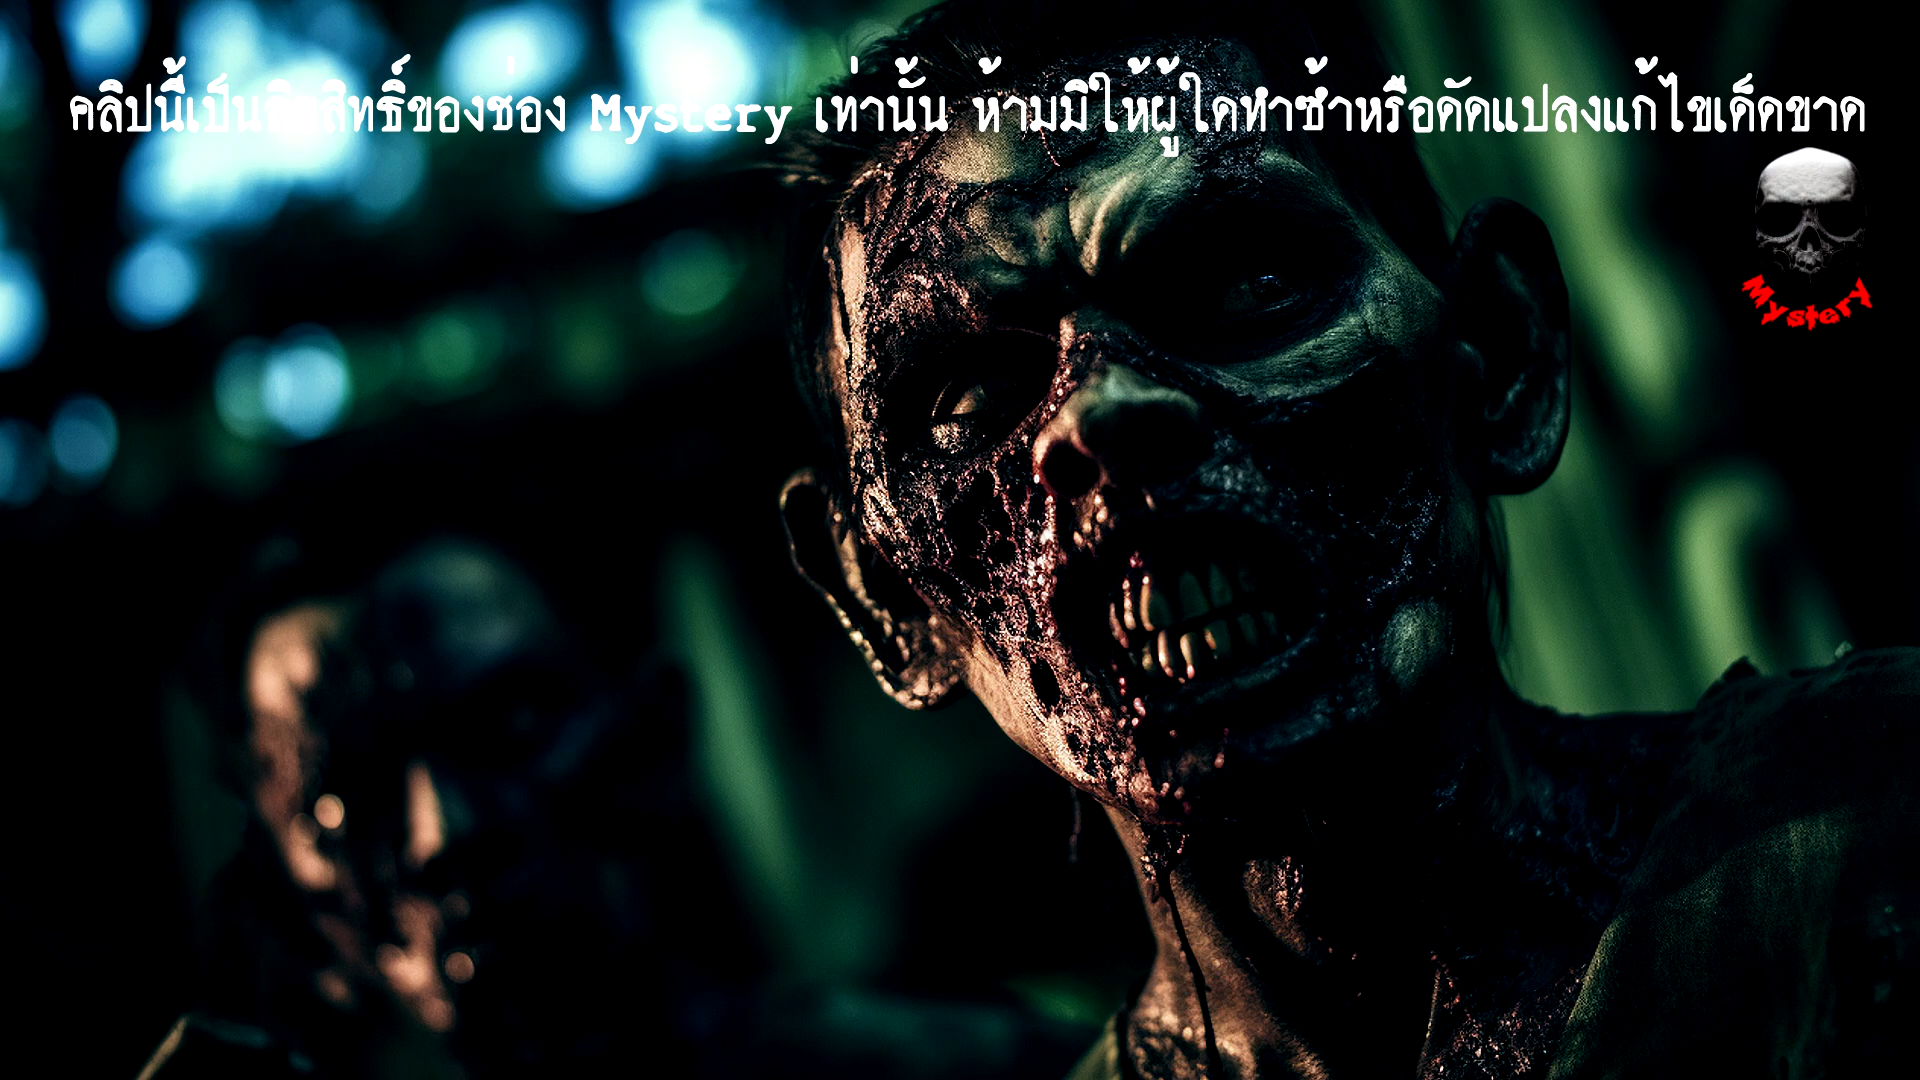 คลิปนี้เป็นลิขสิทธิ์ของช่อง Mystery เท่านั้น ห้ามมิให้ผู้ใดทำซ้ำหรือดัดแปลงแก้ไขเด็ดขาด
Mystery